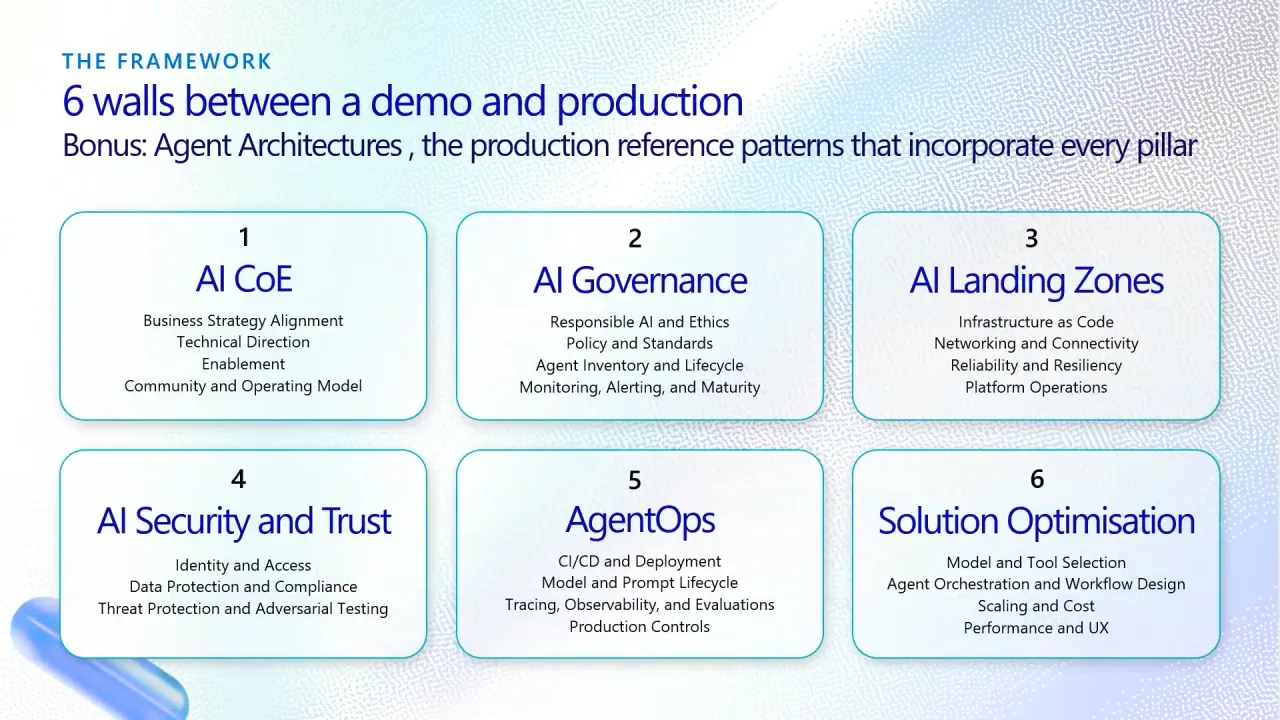 THE FRAMEWORK
6 walls between a demo and production
Bonus: Agent Architectures , the production reference patterns that incorporate every pillar
1
AI CoE
Business Strategy Alignment
Technical Direction
Enablement
Community and Operating Model
2
AI Governance
Responsible AI and Ethics
Policy and Standards
Agent Inventory and Lifecycle
Monitoring, Alerting, and Maturity
3
AI Landing Zones
Infrastructure as Code
Networking and Connectivity
Reliability and Resiliency
Platform Operations
4
AI Security and Trust
Identity and Access
Data Protection and Compliance
Threat Protection and Adversarial Testing
5
AgentOps
CI/CD and Deployment
Model and Prompt Lifecycle
Tracing, Observability, and Evaluations
Production Controls
6
Solution Optimisation
Model and Tool Selection
Agent Orchestration and Workflow Design
Scaling and Cost
Performance and UX